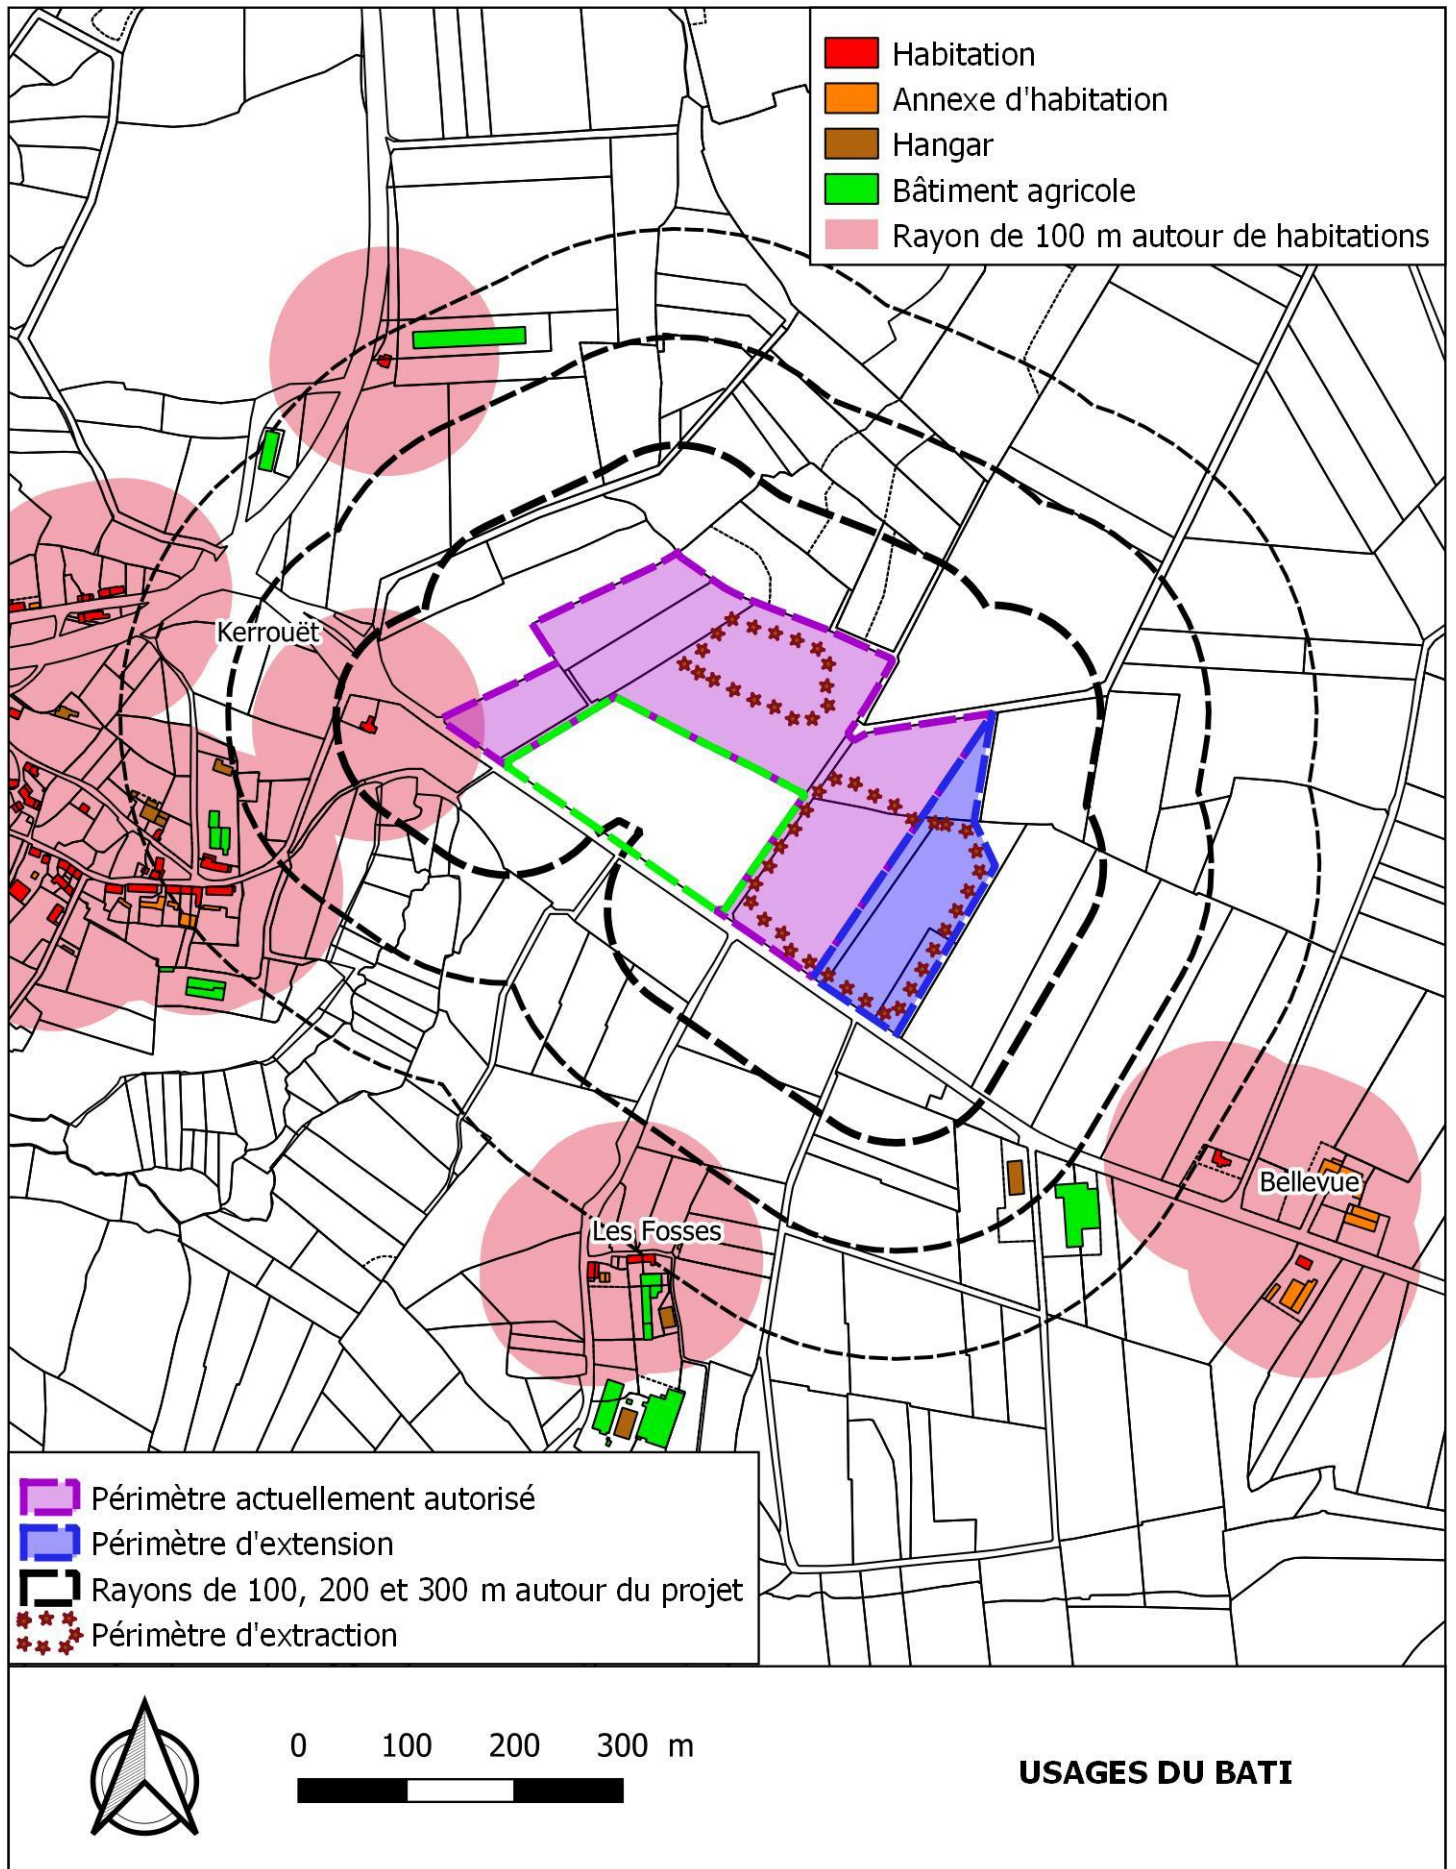 Habitation
Annexe d'habitation
Hangar
Bâtiment agricole
Rayon de 100 m autour de habitations
Kerrouët
Bellevue
Les Fosses
Périmètre actuellement autorisé
Périmètre d'extension
Rayons de 100, 200 et 300 m autour du projet
Périmètre d'extraction
0 100 200 300 m
USAGES DU BATI